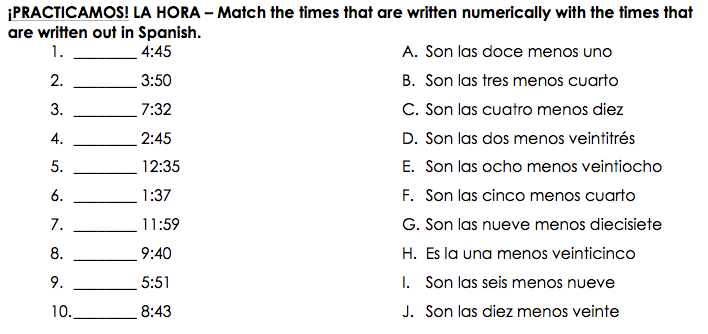 ¡PRACTICAMOS! LA HORA – Match the times that are written numerically with the times that
are written out in Spanish.
1. _______ 4:45 A. Son las doce menos uno
2. _______ 3:50 B. Son las tres menos cuarto
3. _______ 7:32 C. Son las cuatro menos diez
4. _______ 2:45 D. Son las dos menos veintitrés
5. _______ 12:35 E. Son las ocho menos veintiocho
6. _______ 1:37 F. Son las cinco menos cuarto
7. _______ 11:59 G. Son las nueve menos diecisiete
8. _______ 9:40 H. Es la una menos veinticinco
9. _______ 5:51 I. Son las seis menos nueve
10._______ 8:43 J. Son las diez menos veinte